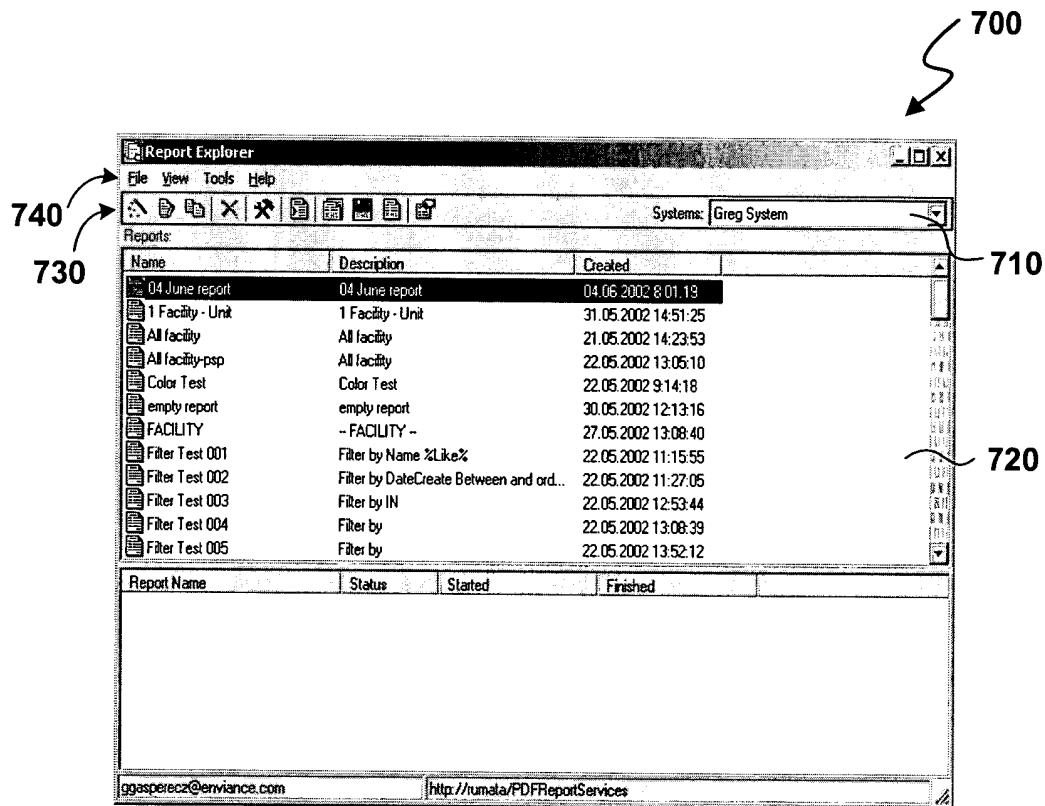 700
Report Explorer
File View Tools Help
740
Systems: Greg System
730
710
Reports:
Name Description Created
04 June report 04 June report 04.06.2002 8:01:19
1 Facility - Unit 1 Facility - Unit 31.05.2002 14:51:25
All facility All facility 21.05.2002 14:23:53
All facility-psp All facility 22.05.2002 13:05:10
Color Test Color Test 22.05.2002 9:14:18
empty report empty report 30.05.2002 12:13:16
FACILITY -- FACILITY -- 27.05.2002 13:08:40
Filter Test 001 Filter by Name %Like% 22.05.2002 11:15:55
720
Filter Test 002 Filter by DateCreate Between and ord... 22.05.2002 11:27:05
Filter Test 003 Filter by IN 22.05.2002 12:53:44
Filter Test 004 Filter by 22.05.2002 13:08:39
Filter Test 005 Filter by 22.05.2002 13:52:12
Report Name Status Started Finished
ggasperecz@enviance.com http://rumata/PDFReportServices